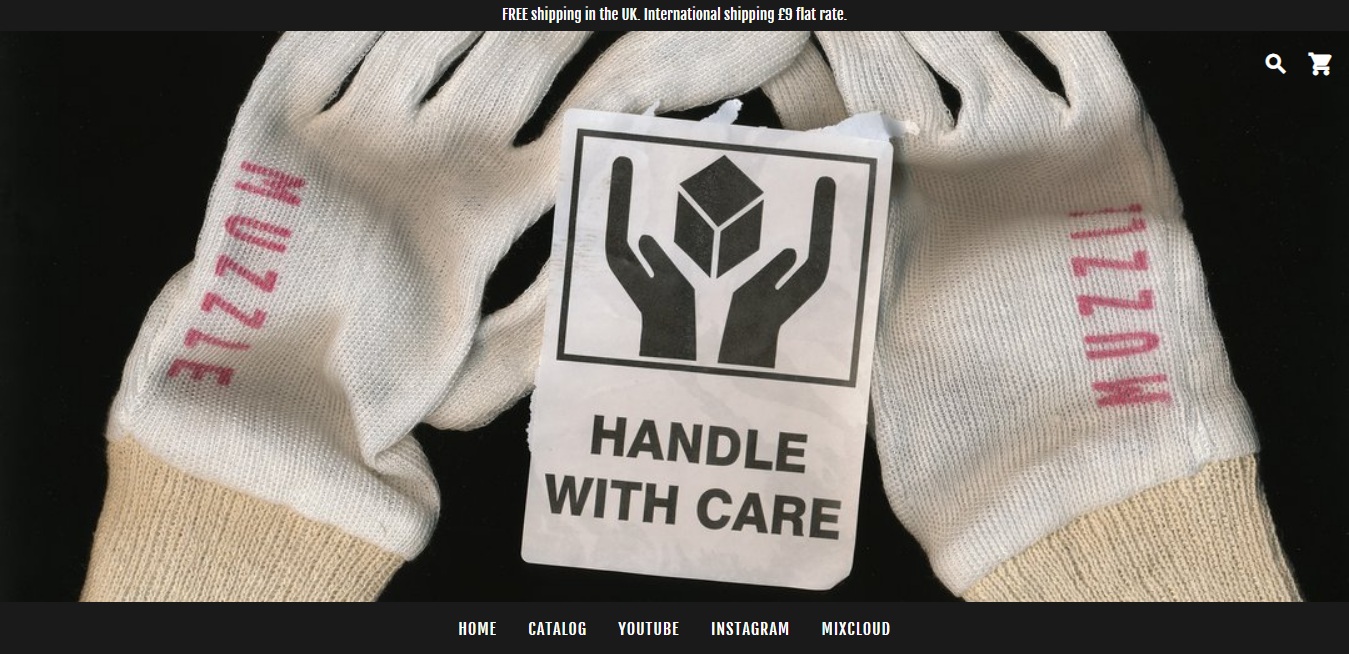 FREE shipping in the UK. International shipping £9 flat rate.
MUZZLE
HANDLE
WITH CARE
MUZZL
HOME CATALOG YOUTUBE INSTAGRAM MIXCLOUD